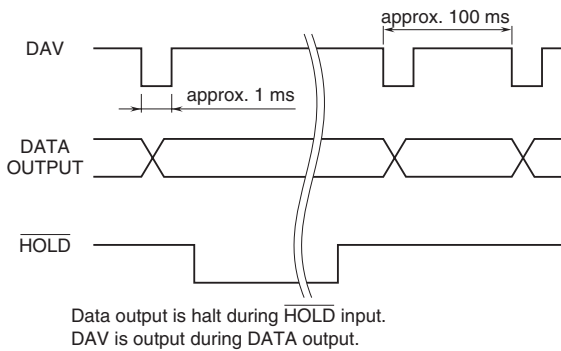 approx. 100 ms
DAV
approx. 1 ms
DATA
OUTPUT
HOLD
Data output is halt during HOLD input.
DAV is output during DATA output.